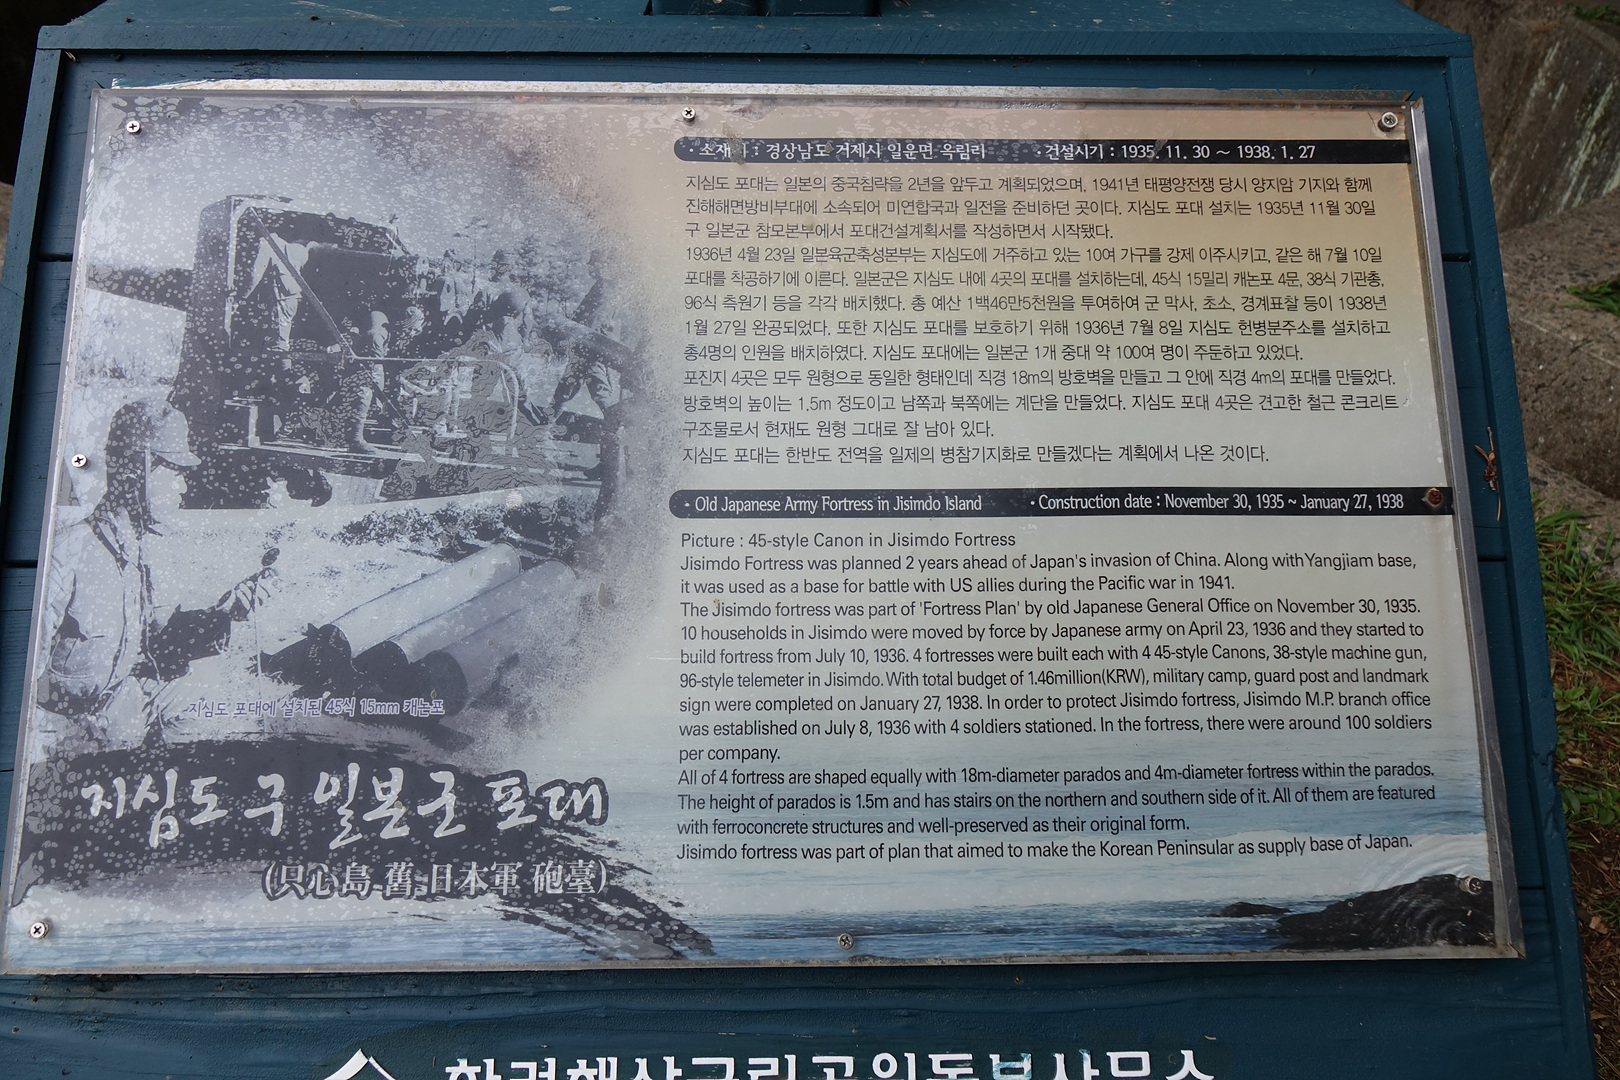 지심도에 설치된 45식 15mm 캐논포
지심도 구 일본군 포대
(只心島 舊 日本軍 砲臺)
· 소재지 : 경상남도 거제시 일운면 옥림리 · 건설시기 : 1935. 11. 30 ~ 1938. 1. 27
지심도 포대는 일본의 중국침략을 2년을 앞두고 계획되었으며, 1941년 태평양전쟁 당시 양지암 기지와 함께
진해해면방비부대에 소속되어 미연합국과 일전을 준비하던 곳이다. 지심도 포대 설치는 1935년 11월 30일
구 일본군 참모본부에서 포대건설계획서를 작성하면서 시작됐다.
1936년 4월 23일 일본육군축성본부는 지심도에 거주하고 있는 10여 가구를 강제 이주시키고, 같은 해 7월 10일
포대를 착공하기에 이른다. 일본군은 지심도 내에 4곳의 포대를 설치하는데, 45식 15밀리 캐논포 4문, 38식 기관총,
96식 측원기 등을 각각 배치했다. 총 예산 1백46만5천원을 투여하여 군 막사, 초소, 경계표찰 등이 1938년
1월 27일 완공되었다. 또한 지심도 포대를 보호하기 위해 1936년 7월 8일 지심도 헌병분주소를 설치하고
총4명의 인원을 배치하였다. 지심도 포대에는 일본군 1개 중대 약 100여 명이 주둔하고 있었다.
포진지 4곳은 모두 원형으로 동일한 형태인데 직경 18m의 방호벽을 만들고 그 안에 직경 4m의 포대를 만들었다.
방호벽의 높이는 1.5m 정도이고 남쪽과 북쪽에는 계단을 만들었다. 지심도 포대 4곳은 견고한 철근 콘크리트
구조물로서 현재도 원형 그대로 잘 남아 있다.
지심도 포대는 한반도 전역을 일제의 병참기지화로 만들겠다는 계획에서 나온 것이다.
· Old Japanese Army Fortress in Jisimdo Island · Construction date : November 30, 1935 ~ January 27, 1938
Picture : 45-style Canon in Jisimdo Fortress
Jisimdo Fortress was planned 2 years ahead of Japan's invasion of China. Along with Yangjiam base,
it was used as a base for battle with US allies during the Pacific war in 1941.
The Jisimdo fortress was part of 'Fortress Plan' by old Japanese General Office on November 30, 1935.
10 households in Jisimdo were moved by force by Japanese army on April 23, 1936 and they started to
build fortress from July 10, 1936. 4 fortresses were built each with 4 45-style Canons, 38-style machine gun,
96-style telemeter in Jisimdo. With total budget of 1.46million(KRW), military camp, guard post and landmark
sign were completed on January 27, 1938. In order to protect Jisimdo fortress, Jisimdo M.P. branch office
was established on July 8, 1936 with 4 soldiers stationed. In the fortress, there were around 100 soldiers
per company.
All of 4 fortress are shaped equally with 18m-diameter parados and 4m-diameter fortress within the parados.
The height of parados is 1.5m and has stairs on the northern and southern side of it. All of them are featured
with ferroconcrete structures and well-preserved as their original form.
Jisimdo fortress was part of plan that aimed to make the Korean Peninsular as supply base of Japan.
한려해상국립공원동부사무소